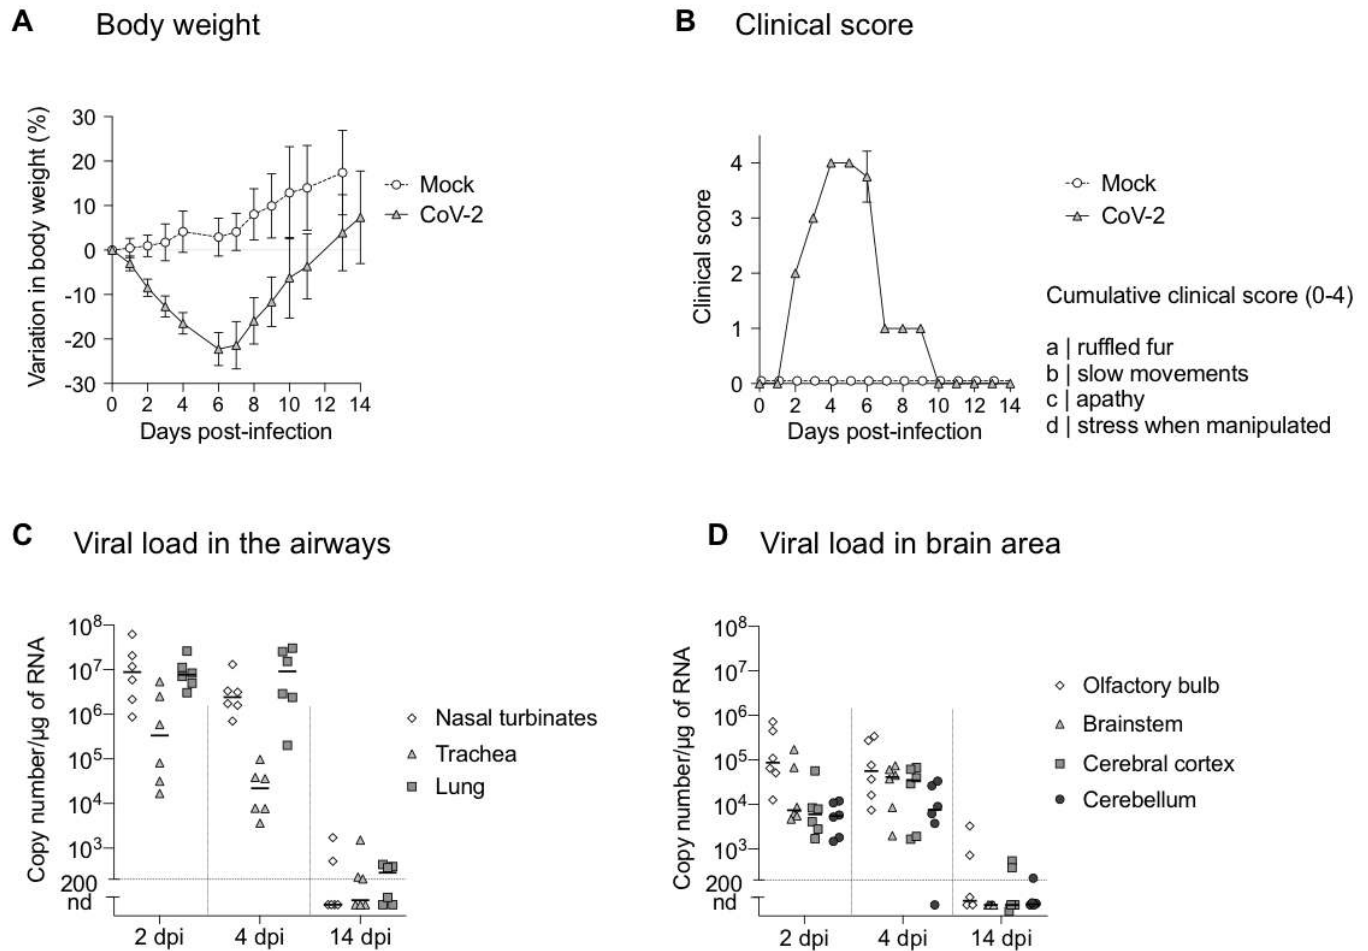 A Body weight
Variation in body weight (%)
30
20
10
0
-10
-20
-30
0 2 4 6 8 10 12 14
Days post-infection
Mock
CoV-2
B Clinical score
Clinical score
4
3
2
1
0
0 2 4 6 8 10 12 14
Days post-infection
Mock
CoV-2
Cumulative clinical score (0-4)
a | ruffled fur
b | slow movements
c | apathy
d | stress when manipulated
C Viral load in the airways
Copy number/µg of RNA
10⁸
10⁷
10⁶
10⁵
10⁴
10³
200
nd
2 dpi 4 dpi 14 dpi
Nasal turbinates
Trachea
Lung
D Viral load in brain area
Copy number/µg of RNA
10⁸
10⁷
10⁶
10⁵
10⁴
10³
200
nd
2 dpi 4 dpi 14 dpi
Olfactory bulb
Brainstem
Cerebral cortex
Cerebellum